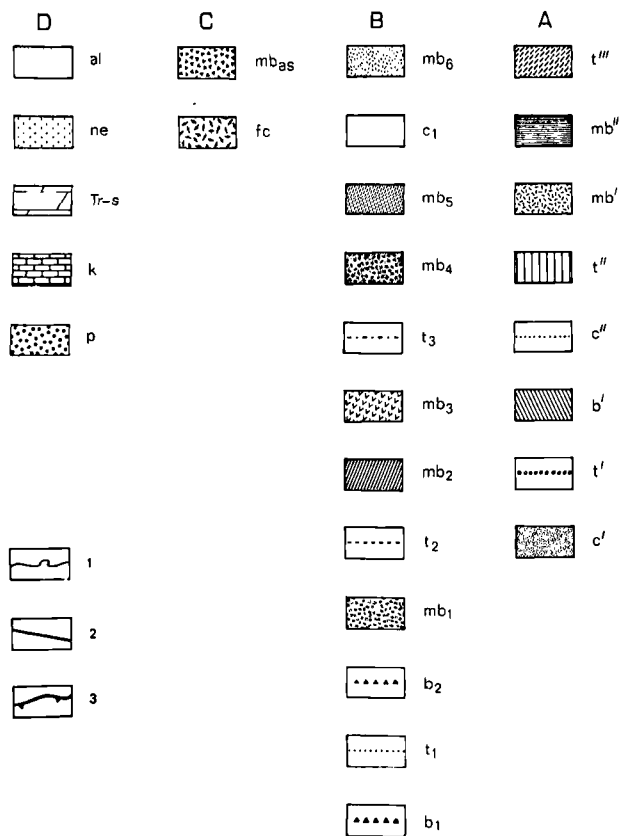 D C B A
al mb_as mb₆ t′′′
ne fc c₁ mb′′
Tr-s mb₅ mb′
k mb₄ t′′
p t₃ c′′
mb₃ b′
mb₂ t′
1 t₂ c′
2 mb₁
3 b₂
t₁
b₁